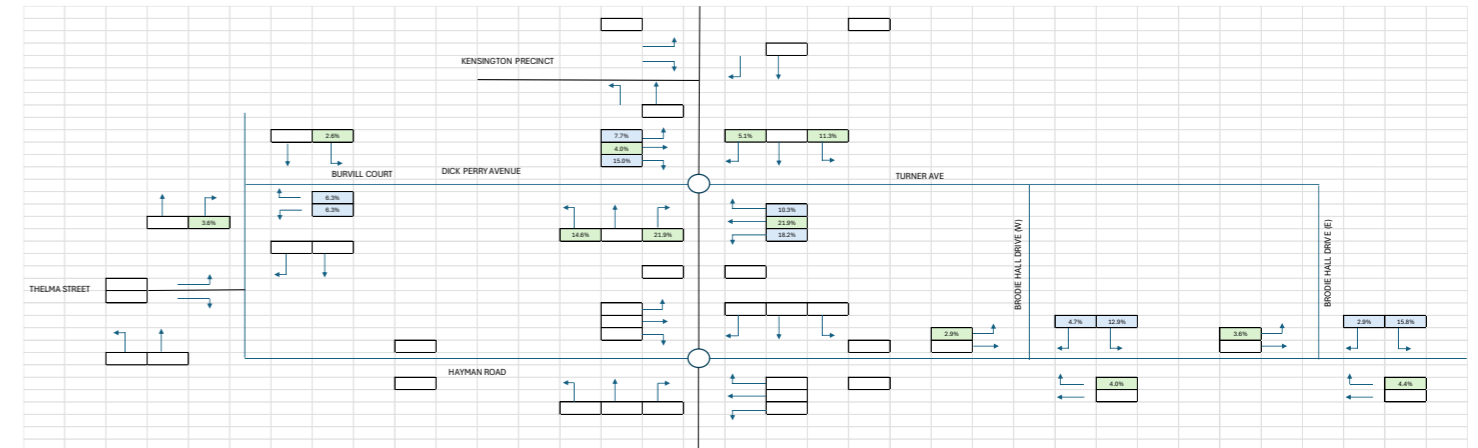 KENSINGTON PRECINCT
2.6%
7.7%
4.0%
15.0%
5.1% 11.3%
BURVILL COURT
DICK PERRY AVENUE
TURNER AVE
6.3%
6.3%
3.6%
14.6% 21.9%
10.3%
21.9%
18.2%
THELMA STREET
BRODIE HALL DRIVE (W)
BRODIE HALL DRIVE (E)
2.9%
4.7% 12.9%
3.6%
2.9% 15.8%
HAYMAN ROAD
4.0%
4.4%